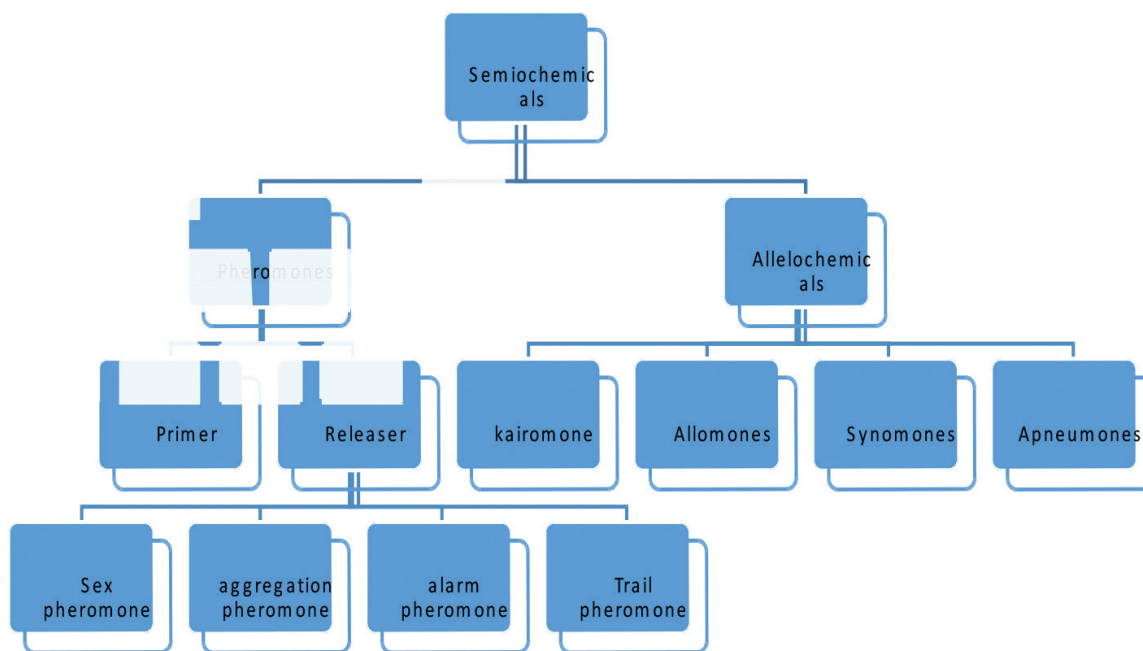 Semiochemic
als
Pheromones
Allelochemic
als
Primer
Releaser
kairomone
Allomones
Synomones
Apneumones
Sex
pheromone
aggregation
pheromone
alarm
pheromone
Trail
pheromone